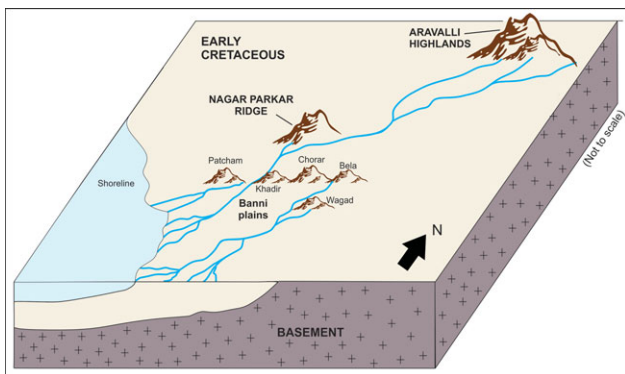 EARLY
CRETACEOUS
ARAVALLI
HIGHLANDS
NAGAR PARKAR
RIDGE
(Not to scale)
Patcham
Chorar
Bela
Shoreline
Khadir
Banni
plains
Wagad
N
BASEMENT